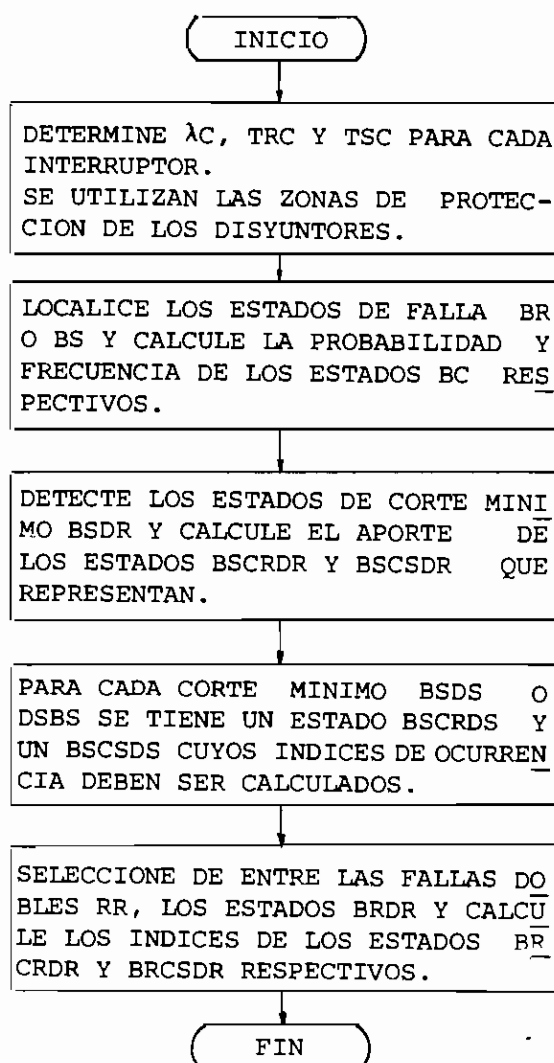 INICIO
DETERMINE λC, TRC Y TSC PARA CADA
INTERRUPTOR.
SE UTILIZAN LAS ZONAS DE PROTEC-
CION DE LOS DISYUNTORES.
LOCALICE LOS ESTADOS DE FALLA BR
O BS Y CALCULE LA PROBABILIDAD Y
FRECUENCIA DE LOS ESTADOS BC RES
PECTIVOS.
DETECTE LOS ESTADOS DE CORTE MINI
MO BSDR Y CALCULE EL APORTE DE
LOS ESTADOS BSCRDR Y BSCSDR QUE
REPRESENTAN.
PARA CADA CORTE MINIMO BSDS O
DSBS SE TIENE UN ESTADO BSCRDS Y
UN BSCSDS CUYOS INDICES DE OCURREN
CIA DEBEN SER CALCULADOS.
SELECCIONE DE ENTRE LAS FALLAS DO
BLES RR, LOS ESTADOS BRDR Y CALCU
LE LOS INDICES DE LOS ESTADOS BR
CRDR Y BRCSDR RESPECTIVOS.
FIN